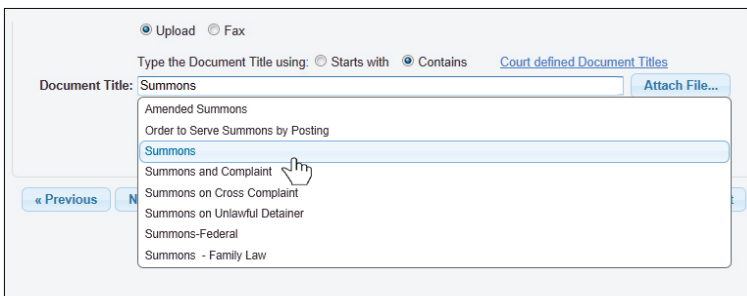 Upload Fax
Type the Document Title using: Starts with Contains Court defined Document Titles
Document Title: Summons Attach File...
Amended Summons
Order to Serve Summons by Posting
Summons
Summons and Complaint
Summons on Cross Complaint
« Previous N
Summons on Unlawful Detainer
Summons-Federal
Summons - Family Law